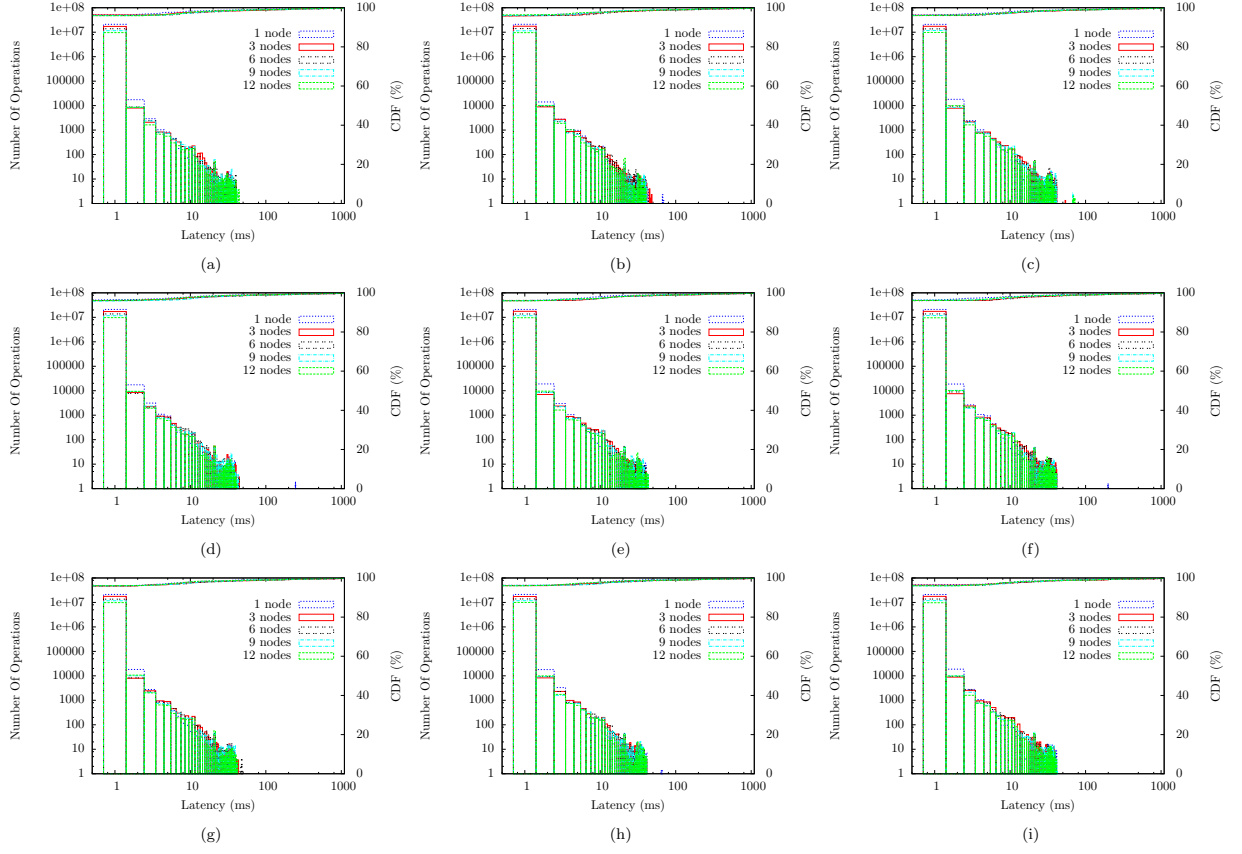 Number Of Operations
1e+08
1e+07
1e+06
100000
10000
1000
100
10
1
1 node
3 nodes
6 nodes
9 nodes
12 nodes
100
80
60
40
20
0
CDF (%)
1 10 100 1000
Latency (ms)
(a)
Number Of Operations
1e+08
1e+07
1e+06
100000
10000
1000
100
10
1
1 node
3 nodes
6 nodes
9 nodes
12 nodes
100
80
60
40
20
0
CDF (%)
1 10 100 1000
Latency (ms)
(b)
Number Of Operations
1e+08
1e+07
1e+06
100000
10000
1000
100
10
1
1 node
3 nodes
6 nodes
9 nodes
12 nodes
100
80
60
40
20
0
CDF (%)
1 10 100 1000
Latency (ms)
(c)
Number Of Operations
1e+08
1e+07
1e+06
100000
10000
1000
100
10
1
1 node
3 nodes
6 nodes
9 nodes
12 nodes
100
80
60
40
20
0
CDF (%)
1 10 100 1000
Latency (ms)
(d)
Number Of Operations
1e+08
1e+07
1e+06
100000
10000
1000
100
10
1
1 node
3 nodes
6 nodes
9 nodes
12 nodes
100
80
60
40
20
0
CDF (%)
1 10 100 1000
Latency (ms)
(e)
Number Of Operations
1e+08
1e+07
1e+06
100000
10000
1000
100
10
1
1 node
3 nodes
6 nodes
9 nodes
12 nodes
100
80
60
40
20
0
CDF (%)
1 10 100 1000
Latency (ms)
(f)
Number Of Operations
1e+08
1e+07
1e+06
100000
10000
1000
100
10
1
1 node
3 nodes
6 nodes
9 nodes
12 nodes
100
80
60
40
20
0
CDF (%)
1 10 100 1000
Latency (ms)
(g)
Number Of Operations
1e+08
1e+07
1e+06
100000
10000
1000
100
10
1
1 node
3 nodes
6 nodes
9 nodes
12 nodes
100
80
60
40
20
0
CDF (%)
1 10 100 1000
Latency (ms)
(h)
Number Of Operations
1e+08
1e+07
1e+06
100000
10000
1000
100
10
1
1 node
3 nodes
6 nodes
9 nodes
12 nodes
100
80
60
40
20
0
CDF (%)
1 10 100 1000
Latency (ms)
(i)